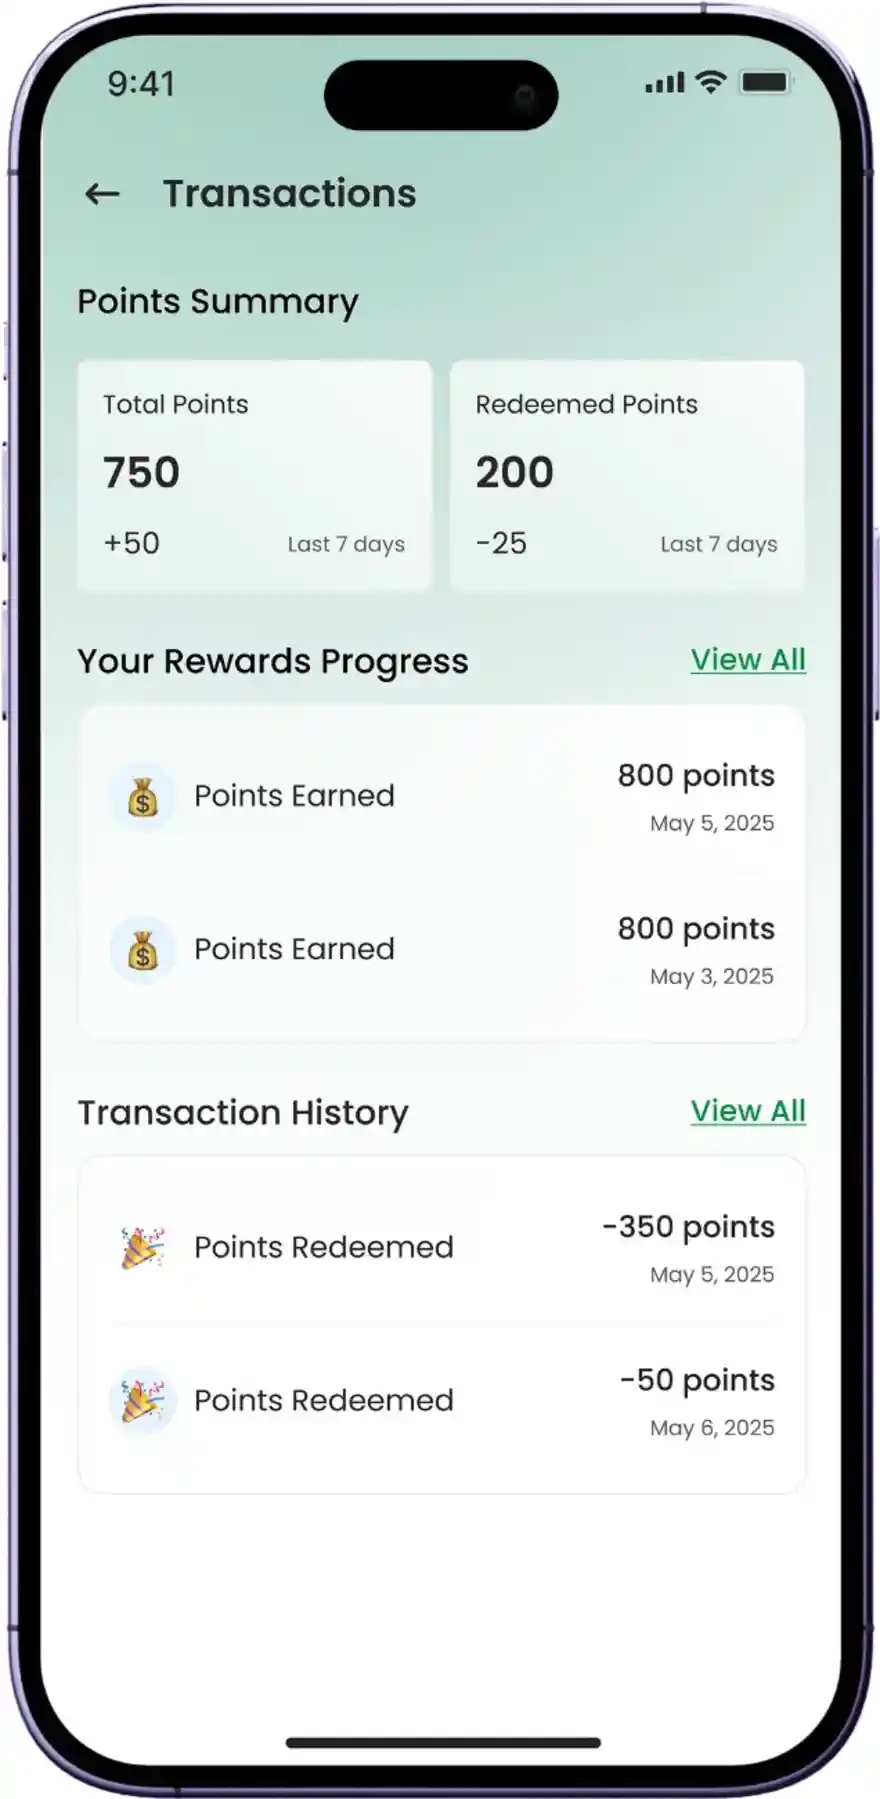 9:41
Transactions
Points Summary
Total Points
750
+50 Last 7 days
Redeemed Points
200
-25 Last 7 days
Your Rewards Progress View All
Points Earned
800 points
May 5, 2025
Points Earned
800 points
May 3, 2025
Transaction History View All
Points Redeemed
-350 points
May 5, 2025
Points Redeemed
-50 points
May 6, 2025